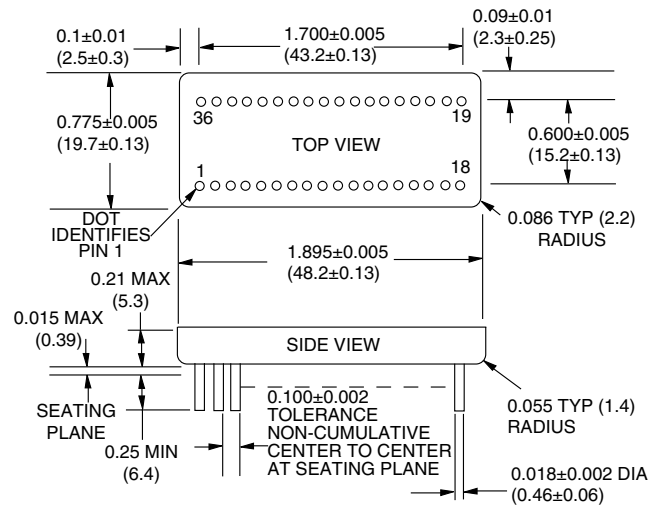 0.1±0.01
(2.5±0.3)
1.700±0.005
(43.2±0.13)
0.09±0.01
(2.3±0.25)
0.775±0.005
(19.7±0.13)
36
19
TOP VIEW
0.600±0.005
(15.2±0.13)
1
18
DOT
IDENTIFIES
PIN 1
0.086 TYP (2.2)
RADIUS
1.895±0.005
(48.2±0.13)
0.21 MAX
(5.3)
0.015 MAX
(0.39)
SIDE VIEW
SEATING
PLANE
0.25 MIN
(6.4)
0.100±0.002
TOLERANCE
NON-CUMULATIVE
CENTER TO CENTER
AT SEATING PLANE
0.055 TYP (1.4)
RADIUS
0.018±0.002 DIA
(0.46±0.06)